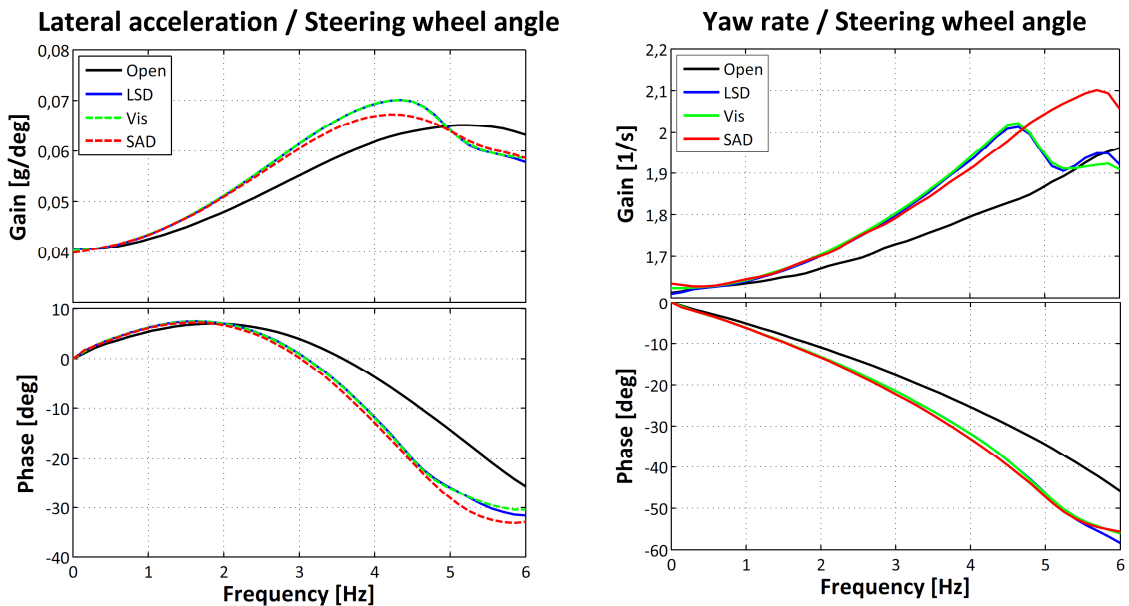 Lateral acceleration / Steering wheel angle
0,08
0,07
0,06
0,05
0,04
Gain [g/deg]
Open
LSD
Vis
SAD
10
0
-10
-20
-30
-40
Phase [deg]
0 1 2 3 4 5 6
Frequency [Hz]
Yaw rate / Steering wheel angle
2,2
2,1
2
1,9
1,8
1,7
Gain [1/s]
Open
LSD
Vis
SAD
0
-10
-20
-30
-40
-50
-60
Phase [deg]
0 1 2 3 4 5 6
Frequency [Hz]